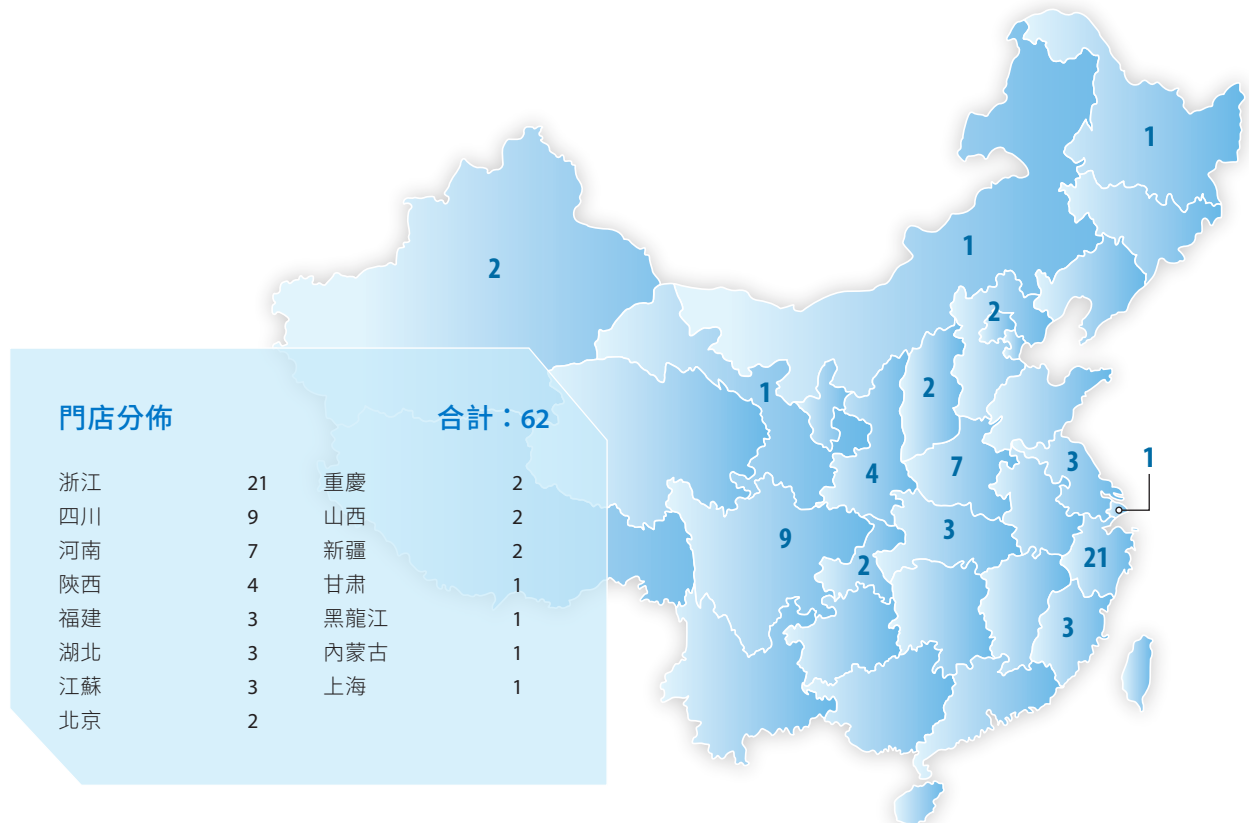 門店分佈 合計：62
浙江 21 重慶 2
四川 9 山西 2
河南 7 新疆 2
陝西 4 甘肅 1
福建 3 黑龍江 1
湖北 3 內蒙古 1
江蘇 3 上海 1
北京 2
1
1
2
2
1
2
4
7
3
1
9
2
3
21
3